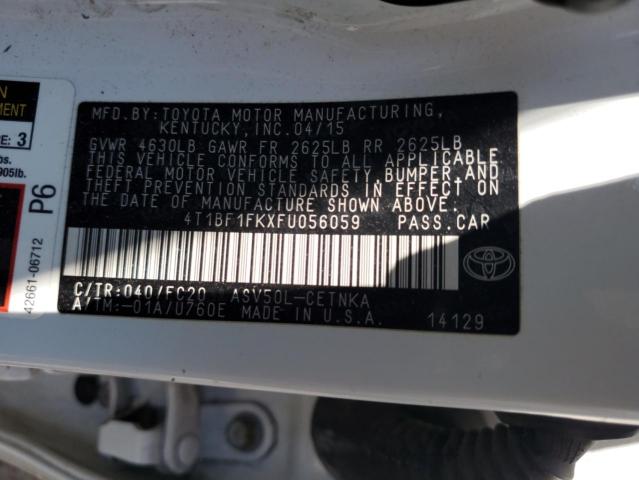 MFD.BY:TOYOTA MOTOR MANUFACTURING,
KENTUCKY,INC.04/15
GVWR 4630LB GAWR FR 2625LB RR 2625LB
THIS VEHICLE CONFORMS TO ALL APPLICABLE
FEDERAL MOTOR VEHICLE SAFETY, BUMPER,AND
THEFT PREVENTION STANDARDS IN EFFECT ON
THE DATE OF MANUFACTURE SHOWN ABOVE.
4T1BF1FKXFU056059 PASS.CAR
C/TR:040/FC20 ASV50L-CETNKA
A/TM:-01A/U760E MADE IN U.S.A.
14129
3
905lb.
P6
42661-06712